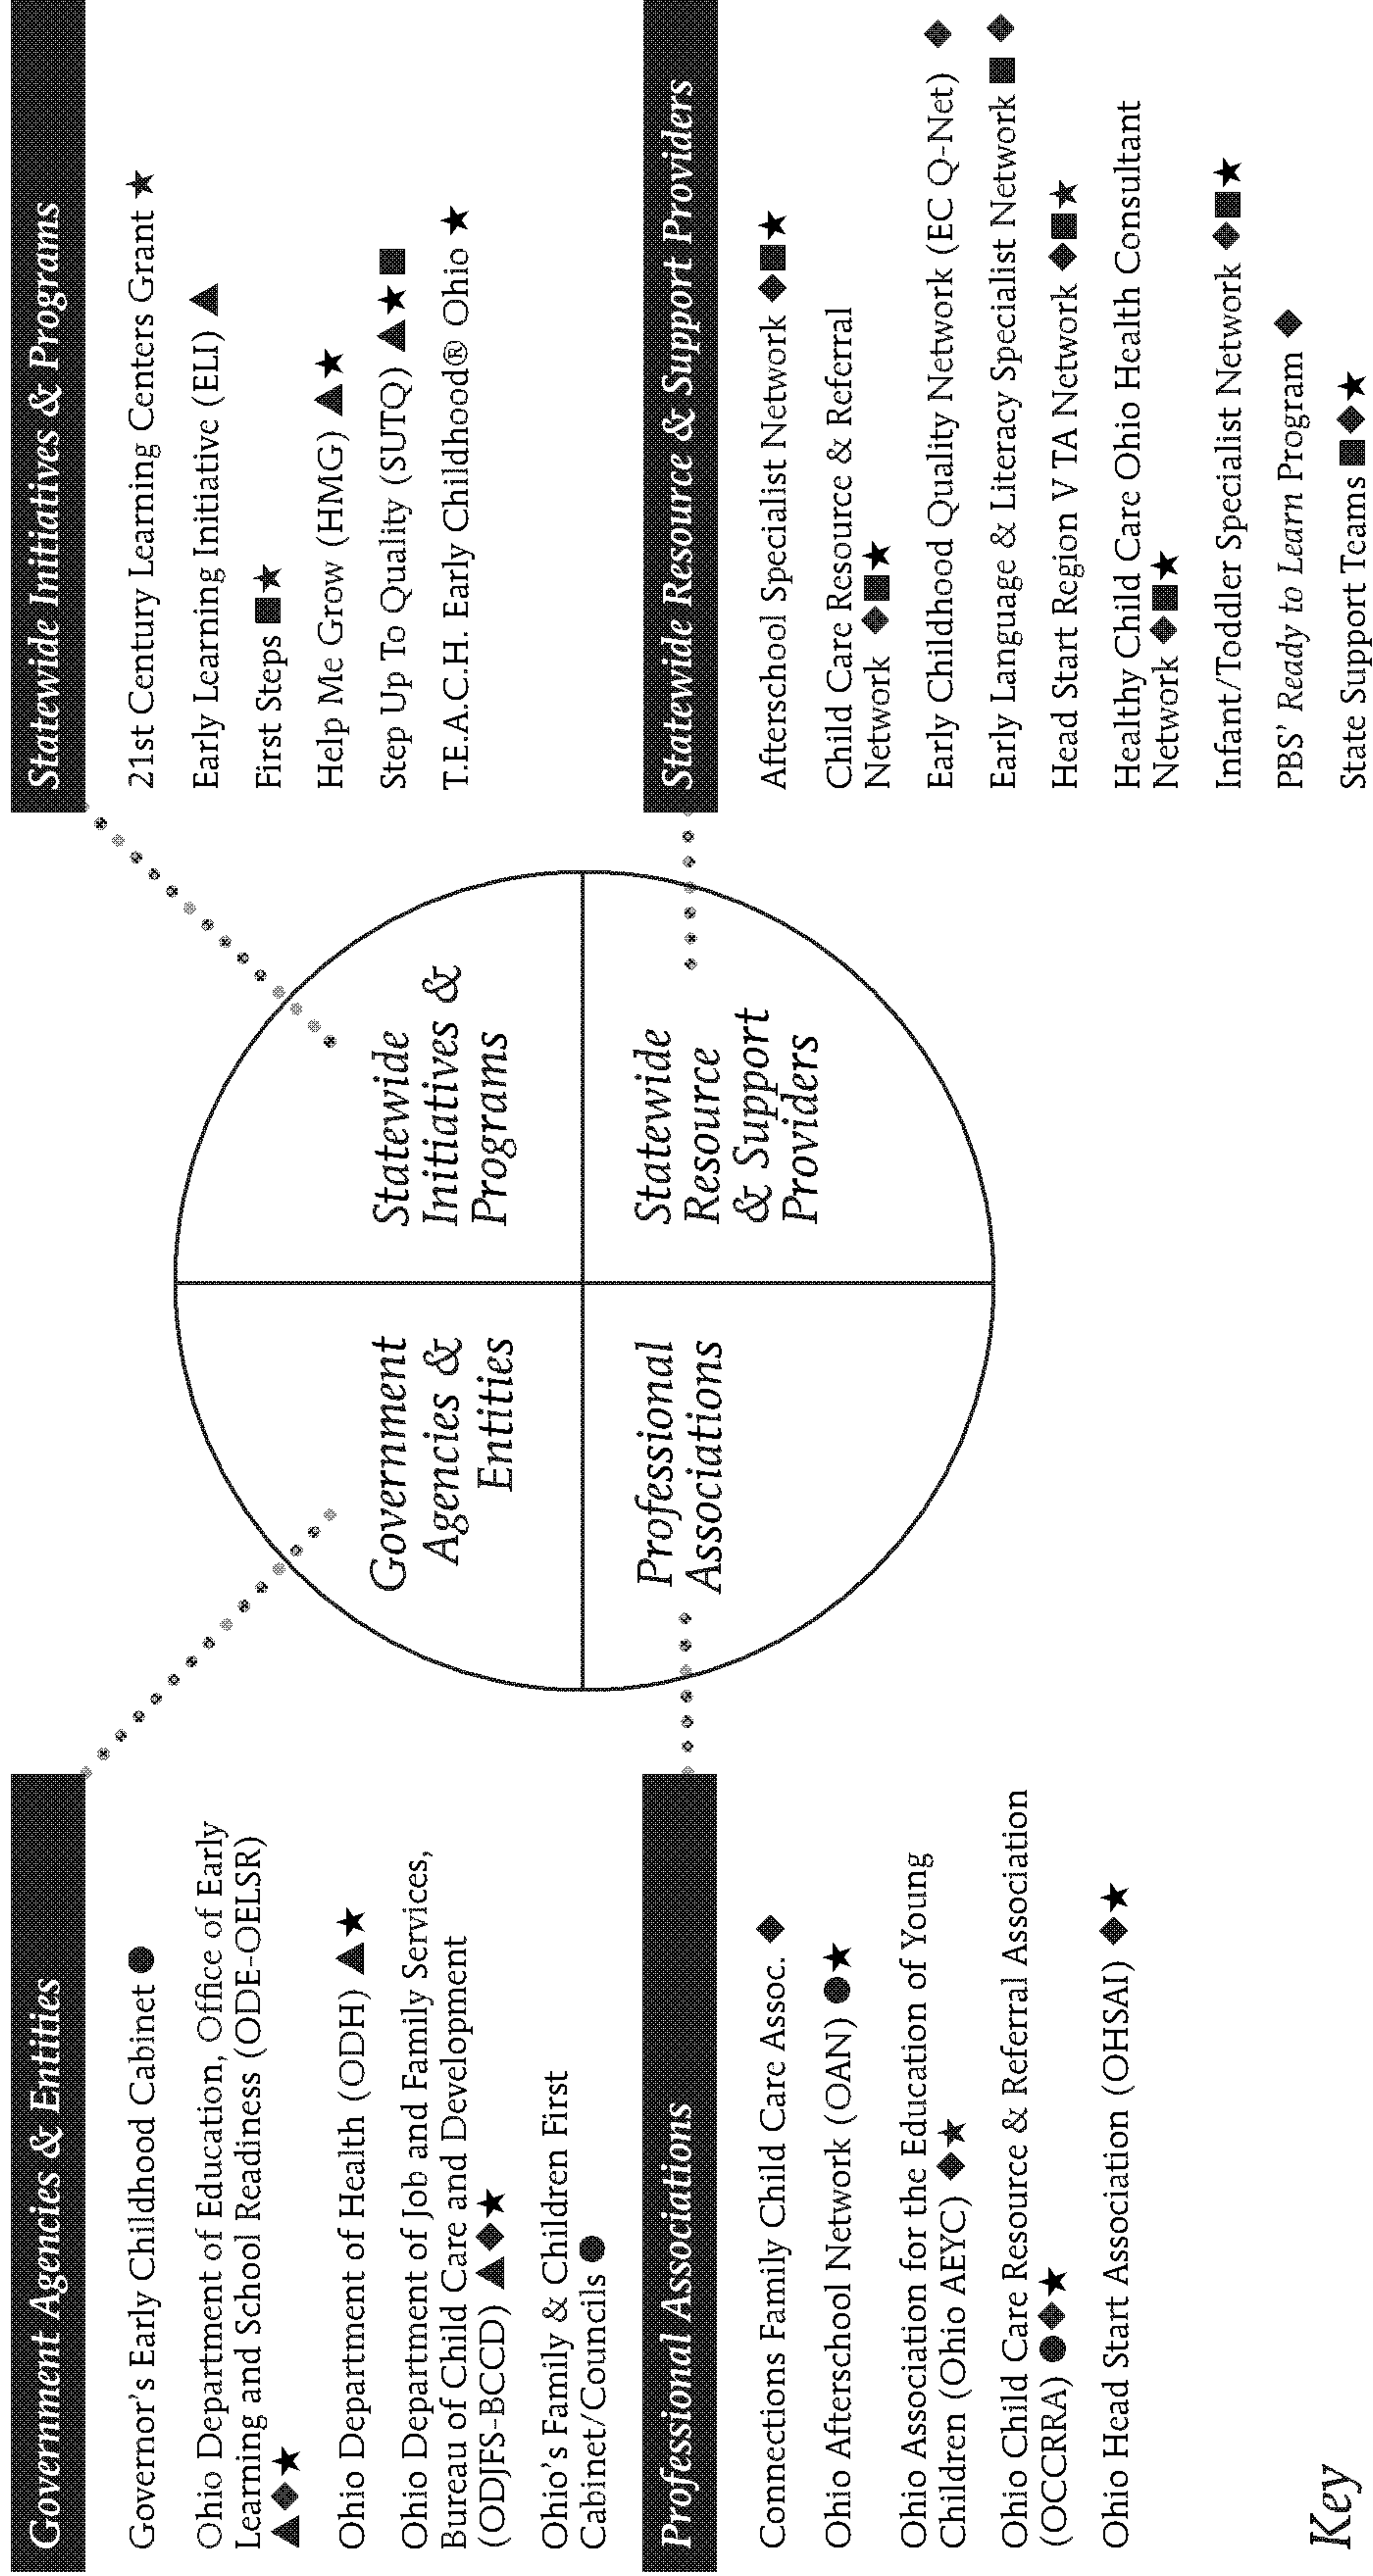 Government Agencies & Entities
Governor's Early Childhood Cabinet ●
Ohio Department of Education, Office of Early
Learning and School Readiness (ODE-OELSR)
▲◆★
Ohio Department of Health (ODH) ▲★
Ohio Department of Job and Family Services,
Bureau of Child Care and Development
(ODJFS-BCCD) ▲◆★
Ohio's Family & Children First
Cabinet/Councils ●
Professional Associations
Connections Family Child Care Assoc. ◆
Ohio Afterschool Network (OAN) ●★
Ohio Association for the Education of Young
Children (Ohio AEYC) ◆★
Ohio Child Care Resource & Referral Association
(OCCRRA) ●◆★
Ohio Head Start Association (OHSAI) ◆★
Key
Government
Agencies &
Entities
Statewide
Initiatives &
Programs
Professional
Associations
Statewide
Resource
& Support
Providers
Statewide Initiatives & Programs
21st Century Learning Centers Grant ★
Early Learning Initiative (ELI) ▲
First Steps ■★
Help Me Grow (HMG) ▲★
Step Up To Quality (SUTQ) ▲★■
T.E.A.C.H. Early Childhood® Ohio ★
Statewide Resource & Support Providers
Afterschool Specialist Network ◆■★
Child Care Resource & Referral
Network ◆■★
Early Childhood Quality Network (EC Q-Net) ◆
Early Language & Literacy Specialist Network ■ ◆
Head Start Region V TA Network ◆■★
Healthy Child Care Ohio Health Consultant
Network ◆■★
Infant/Toddler Specialist Network ◆■★
PBS' Ready to Learn Program ◆
State Support Teams ■◆★